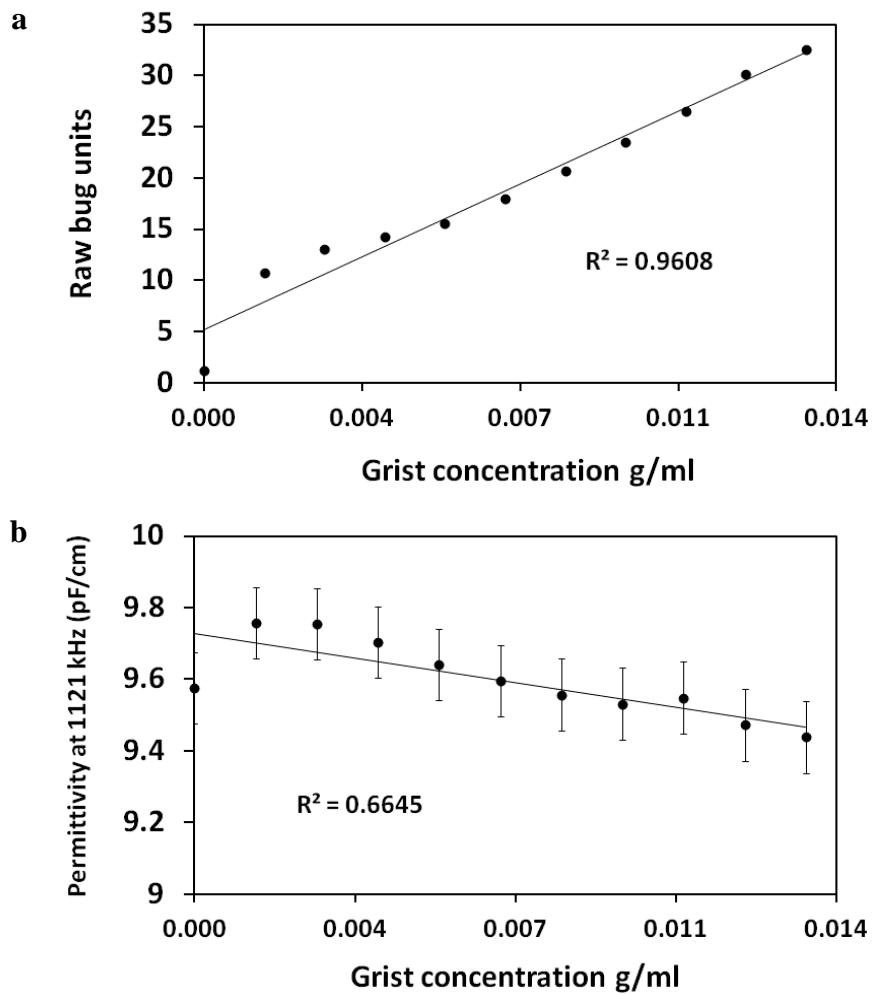 a
Raw bug units
35
30
25
20
15
10
5
0
R² = 0.9608
0.000 0.004 0.007 0.011 0.014
Grist concentration g/ml
b
Permittivity at 1121 kHz (pF/cm)
10
9.8
9.6
9.4
9.2
9
R² = 0.6645
0.000 0.004 0.007 0.011 0.014
Grist concentration g/ml